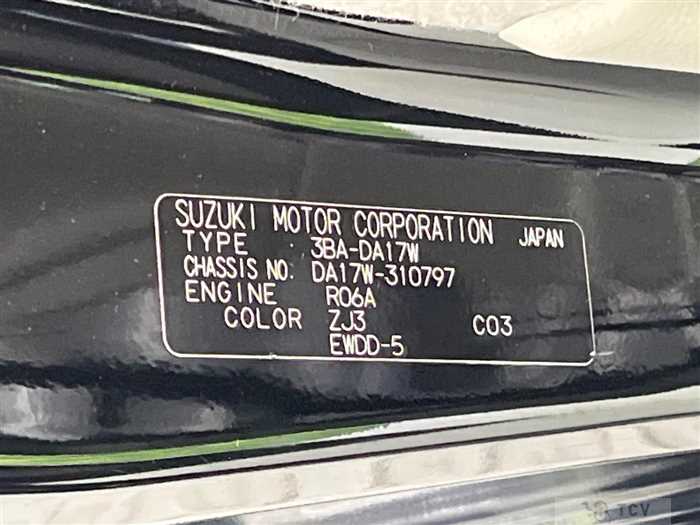 SUZUKI MOTOR CORPORATION JAPAN
TYPE 3BA-DA17W
CHASSIS NO. DA17W-310797
ENGINE R06A
COLOR ZJ3 C03
EWDD-5
TCV